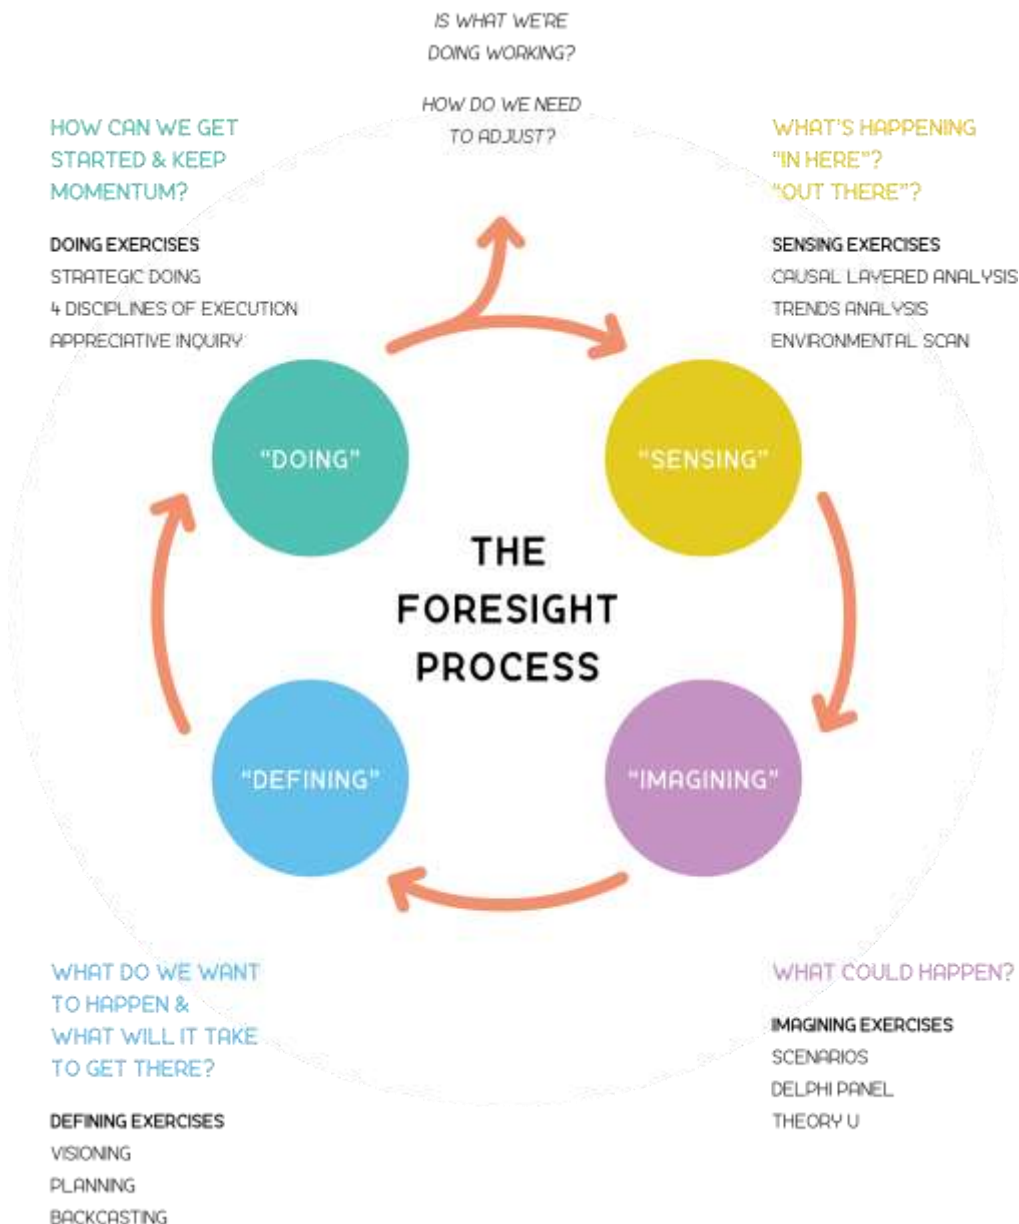 IS WHAT WE'RE
DOING WORKING?
HOW DO WE NEED
TO ADJUST?
HOW CAN WE GET
STARTED & KEEP
MOMENTUM?
DOING EXERCISES
STRATEGIC DOING
4 DISCIPLINES OF EXECUTION
APPRECIATIVE INQUIRY
WHAT'S HAPPENING
"IN HERE"?
"OUT THERE"?
SENSING EXERCISES
CAUSAL LAYERED ANALYSIS
TRENDS ANALYSIS
ENVIRONMENTAL SCAN
"DOING"
"SENSING"
THE
FORESIGHT
PROCESS
"DEFINING"
"IMAGINING"
WHAT DO WE WANT
TO HAPPEN &
WHAT WILL IT TAKE
TO GET THERE?
DEFINING EXERCISES
VISIONING
PLANNING
BACKCASTING
WHAT COULD HAPPEN?
IMAGINING EXERCISES
SCENARIOS
DELPHI PANEL
THEORY U